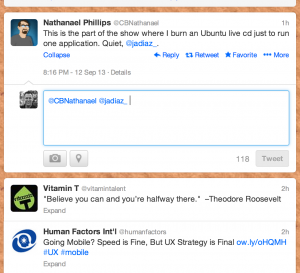 Nathanael Phillips @CBNathanael 1h
This is the part of the show where I burn an Ubuntu live cd just to run
one application. Quiet, @jadiaz_.
Collapse Reply Retweet Favorite More
8:16 PM - 12 Sep 13 · Details
@CBNathanael @jadiaz_
118 Tweet
Vitamin T @vitamintalent 2h
"Believe you can and you're halfway there." ~Theodore Roosevelt
Expand
Human Factors Int'l @humanfactors 2h
Going Mobile? Speed is Fine, But UX Strategy is Final ow.ly/oHQMH
#UX #mobile
Expand